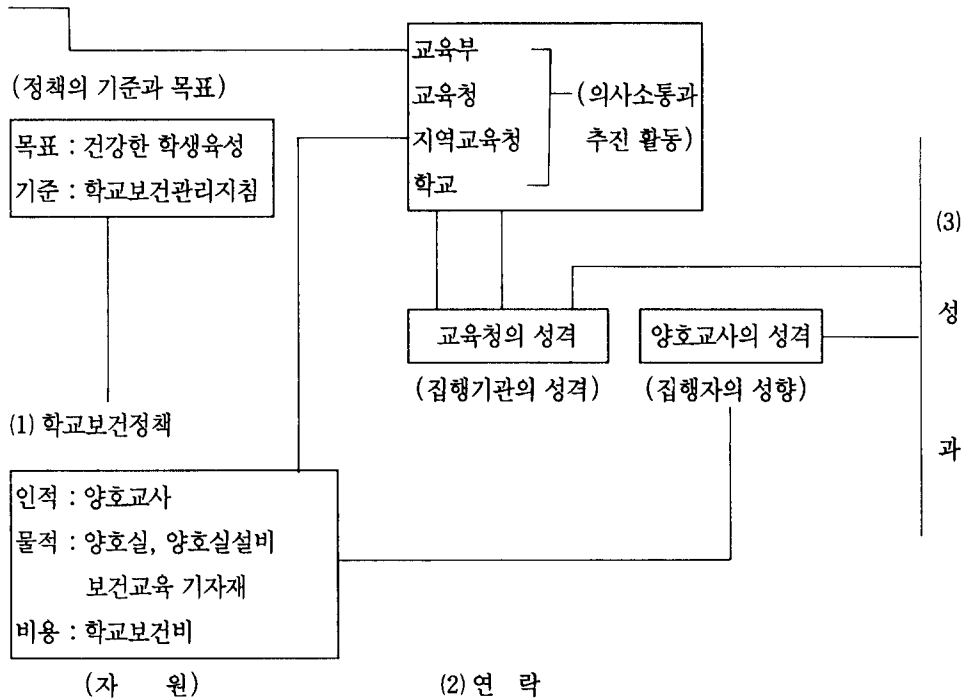 교육부
(정책의 기준과 목표)
교육청
(의사소통과
목표 : 건강한 학생육성
지역교육청
추진 활동)
기준 : 학교보건관리지침
학교
(3)
성
과
교육청의 성격
양호교사의 성격
(집행기관의 성격)
(집행자의 성향)
(1) 학교보건정책
인적 : 양호교사
물적 : 양호실, 양호실설비
보건교육 기자재
비용 : 학교보건비
(자 원)
(2) 연 락